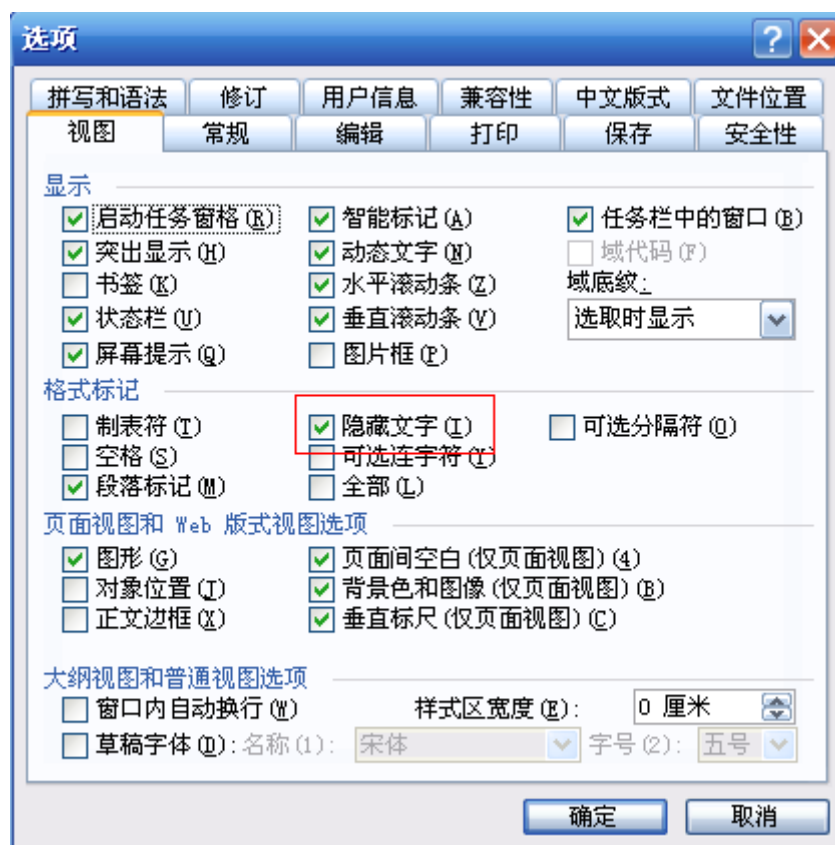 选项
拼写和语法 修订 用户信息 兼容性 中文版式 文件位置
视图 常规 编辑 打印 保存 安全性
显示
启动任务窗格(R) 智能标记(A) 任务栏中的窗口(B)
突出显示(H) 动态文字(N) 域代码(F)
书签(K) 水平滚动条(Z) 域底纹:
状态栏(U) 垂直滚动条(V) 选取时显示
屏幕提示(Q) 图片框(P)
格式标记
制表符(T) 隐藏文字(I) 可选分隔符(O)
空格(S) 可选连字符(Y)
段落标记(M) 全部(L)
页面视图和 Web 版式视图选项
图形(G) 页面间空白(仅页面视图)(4)
对象位置(J) 背景色和图像(仅页面视图)(B)
正文边框(X) 垂直标尺(仅页面视图)(C)
大纲视图和普通视图选项
窗口内自动换行(W) 样式区宽度(E): 0 厘米
草稿字体(D):名称(1): 宋体 字号(2): 五号
确定 取消